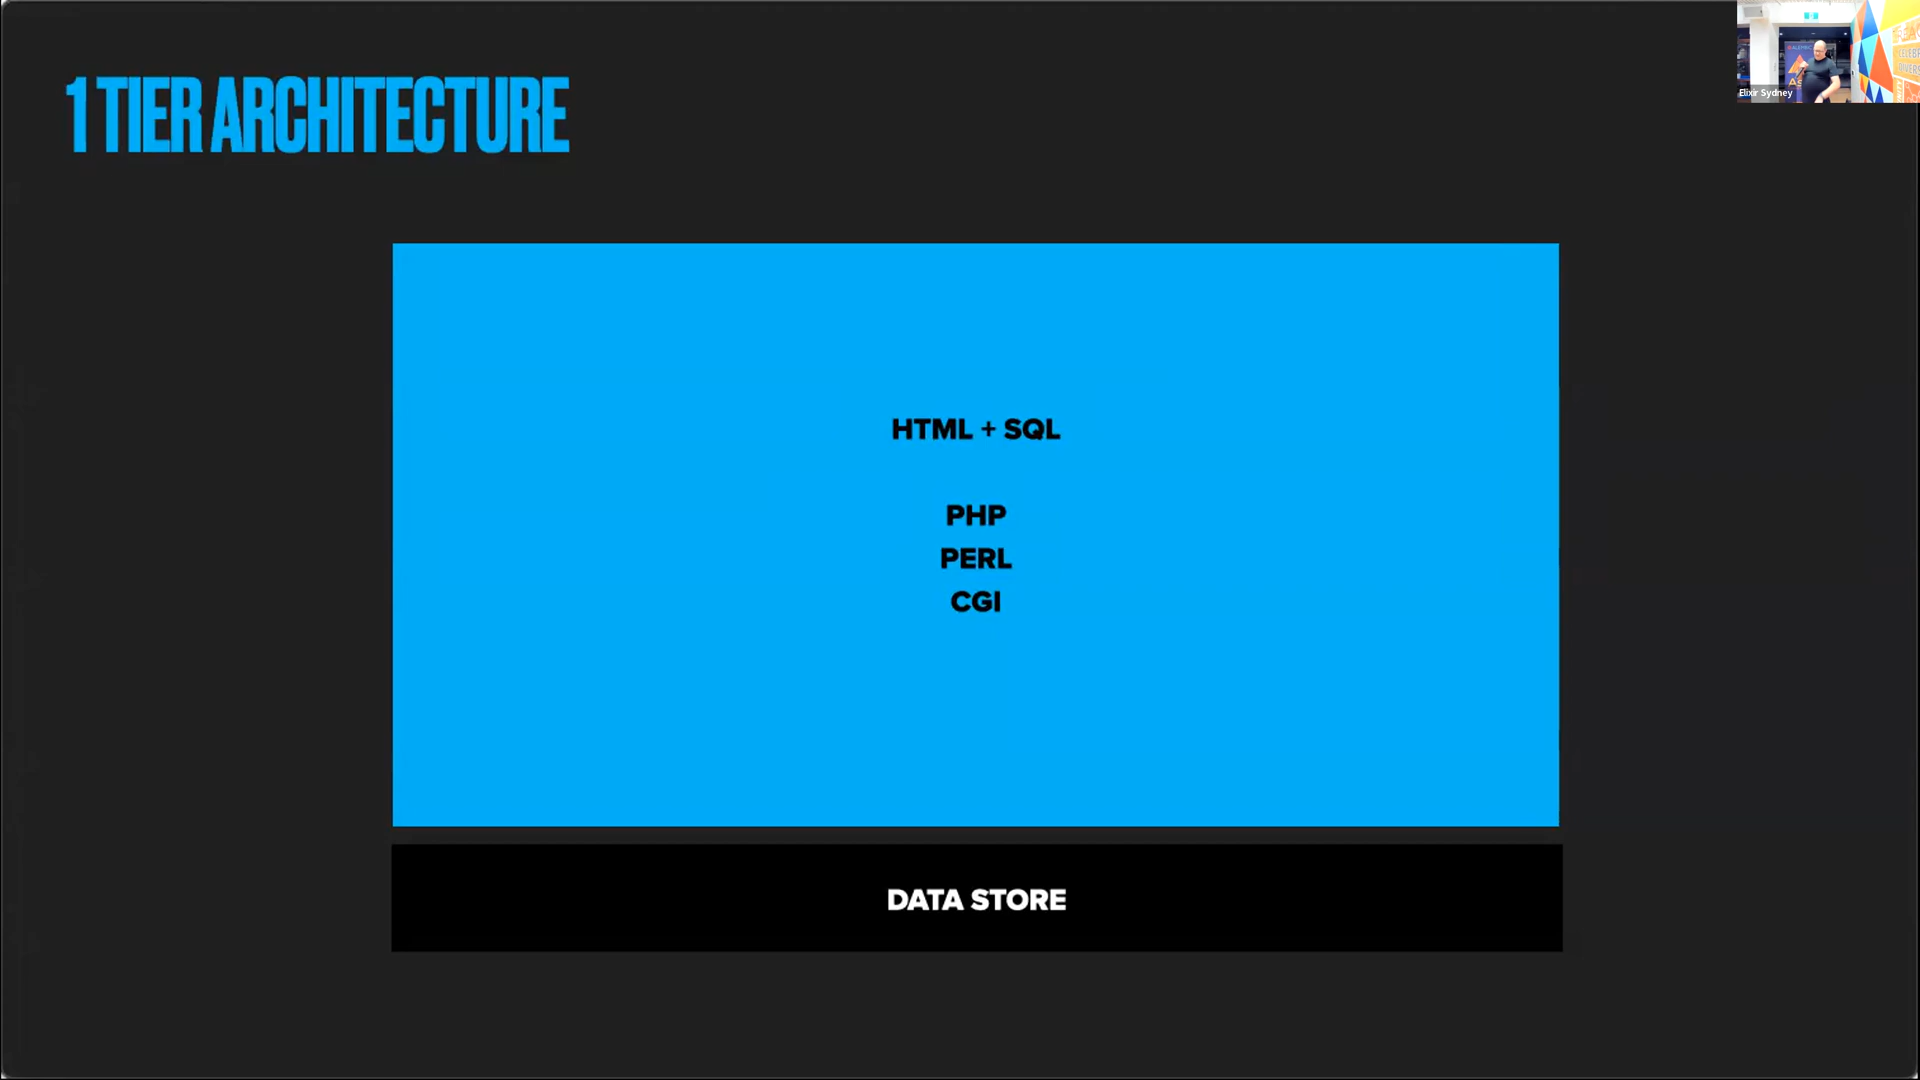 1 TIER ARCHITECTURE
Elixir Sydney
HTML + SQL
PHP
PERL
CGI
DATA STORE